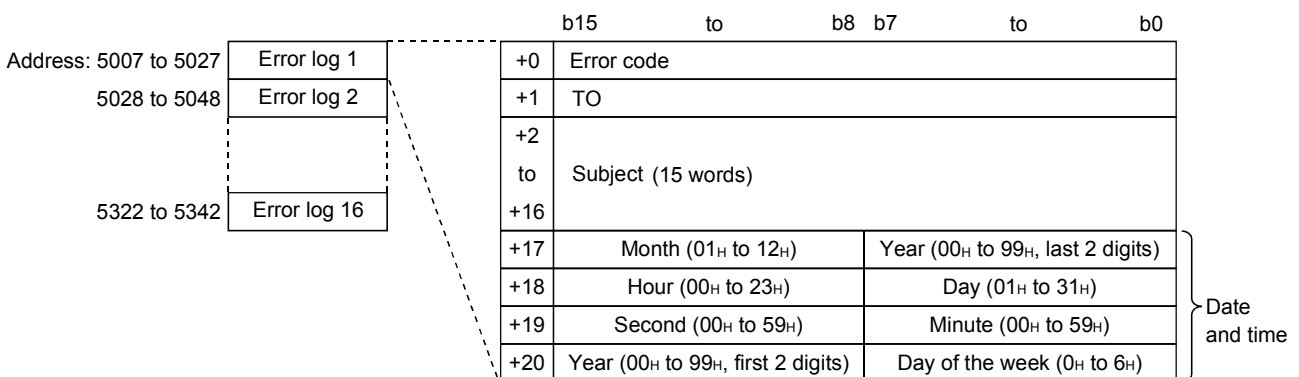 b15 to b8 b7 to b0
Address: 5007 to 5027 Error log 1 +0 Error code
5028 to 5048 Error log 2 +1 TO
+2
to Subject (15 words)
5322 to 5342 Error log 16 +16
+17 Month (01H to 12H) Year (00H to 99H, last 2 digits)
+18 Hour (00H to 23H) Day (01H to 31H)
+19 Second (00H to 59H) Minute (00H to 59H)
+20 Year (00H to 99H, first 2 digits) Day of the week (0H to 6H)
Date
and time